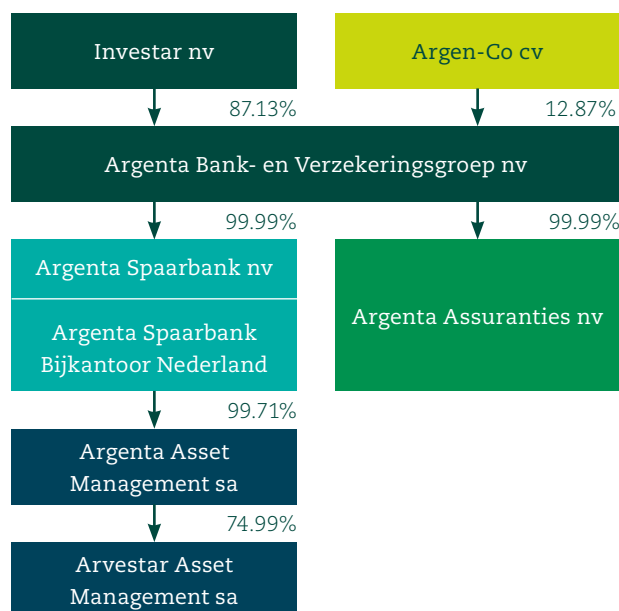 Investar nv
Argen-Co cv
87.13%
12.87%
Argenta Bank- en Verzekeringsgroep nv
99.99%
99.99%
Argenta Spaarbank nv
Argenta Spaarbank
Bijkantoor Nederland
Argenta Assuranties nv
99.71%
Argenta Asset
Management sa
74.99%
Arvestar Asset
Management sa